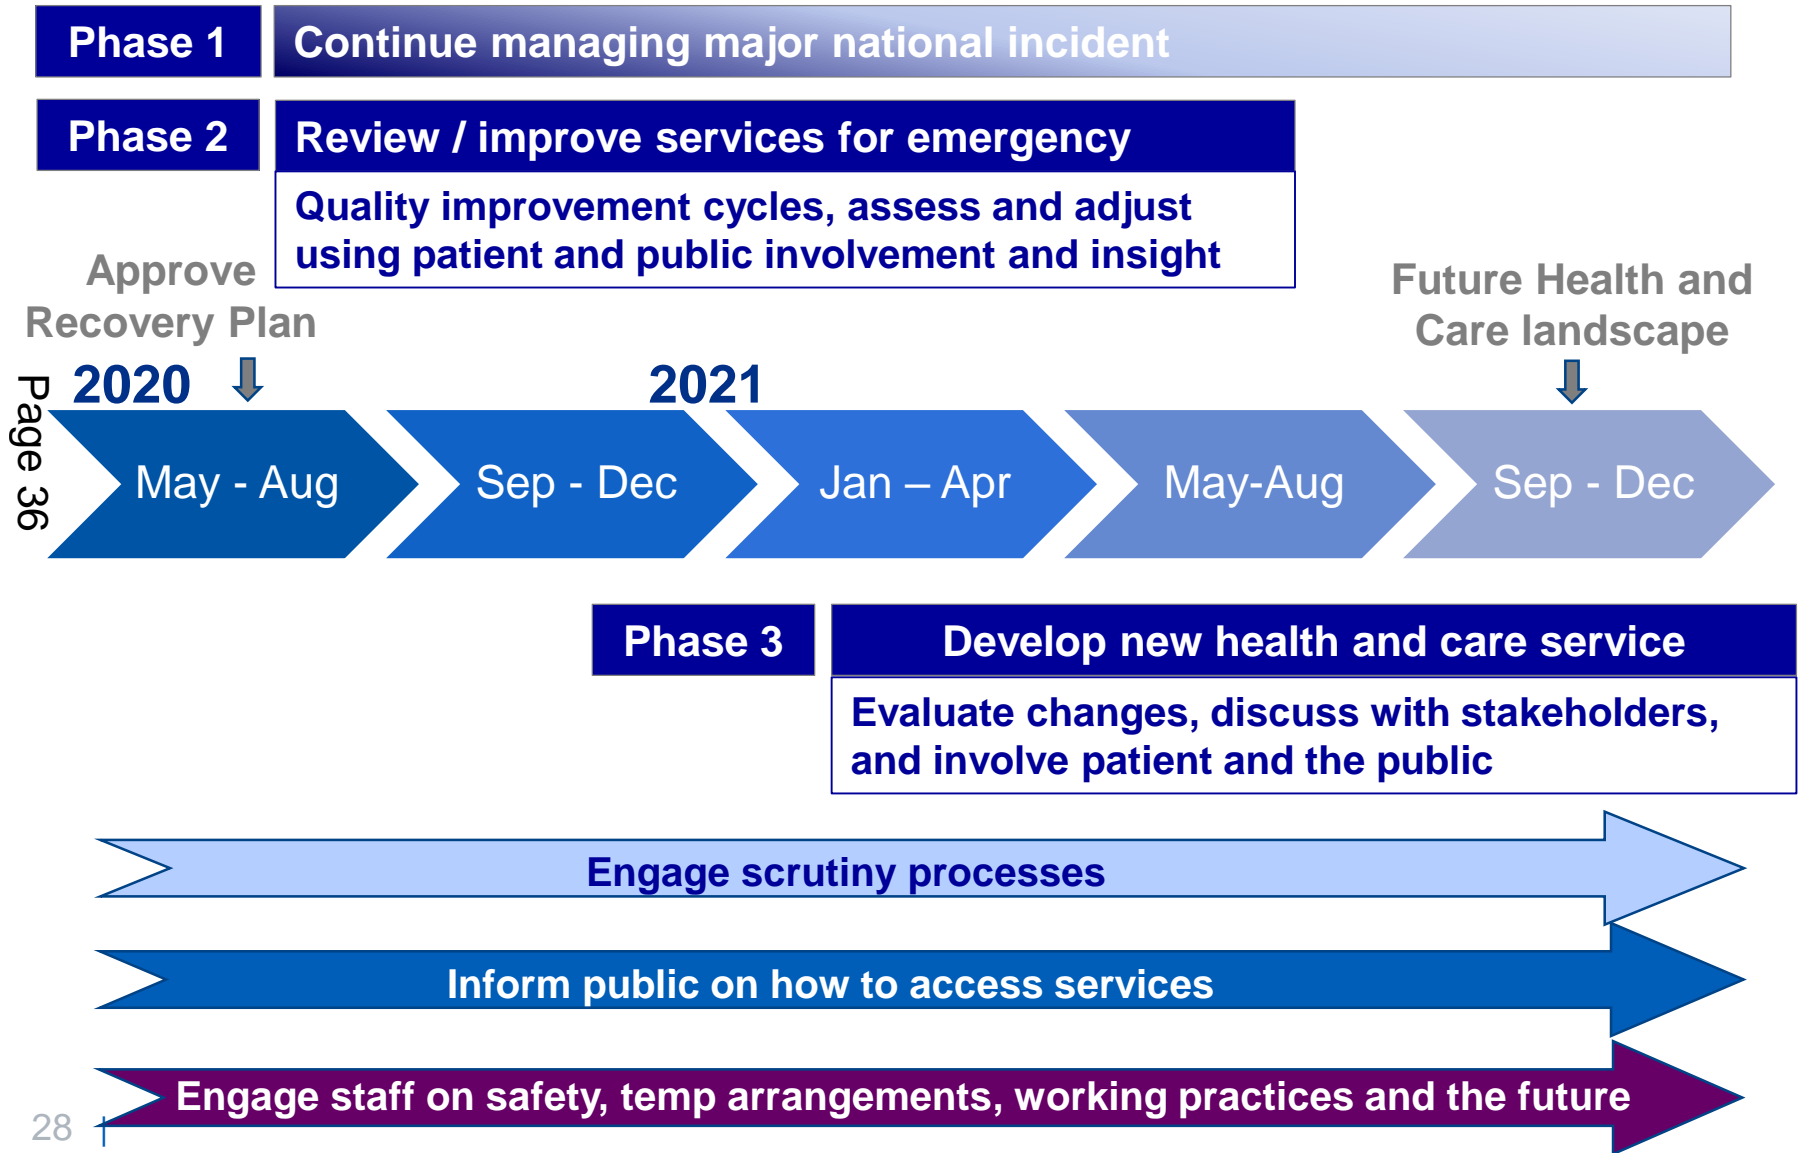 Phase 1
Continue managing major national incident
Phase 2
Review / improve services for emergency
Quality improvement cycles, assess and adjust
using patient and public involvement and insight
Approve
Recovery Plan
Future Health and
Care landscape
2020
2021
Page 36
May - Aug
Sep - Dec
Jan – Apr
May-Aug
Sep - Dec
Phase 3
Develop new health and care service
Evaluate changes, discuss with stakeholders,
and involve patient and the public
Engage scrutiny processes
Inform public on how to access services
Engage staff on safety, temp arrangements, working practices and the future
28